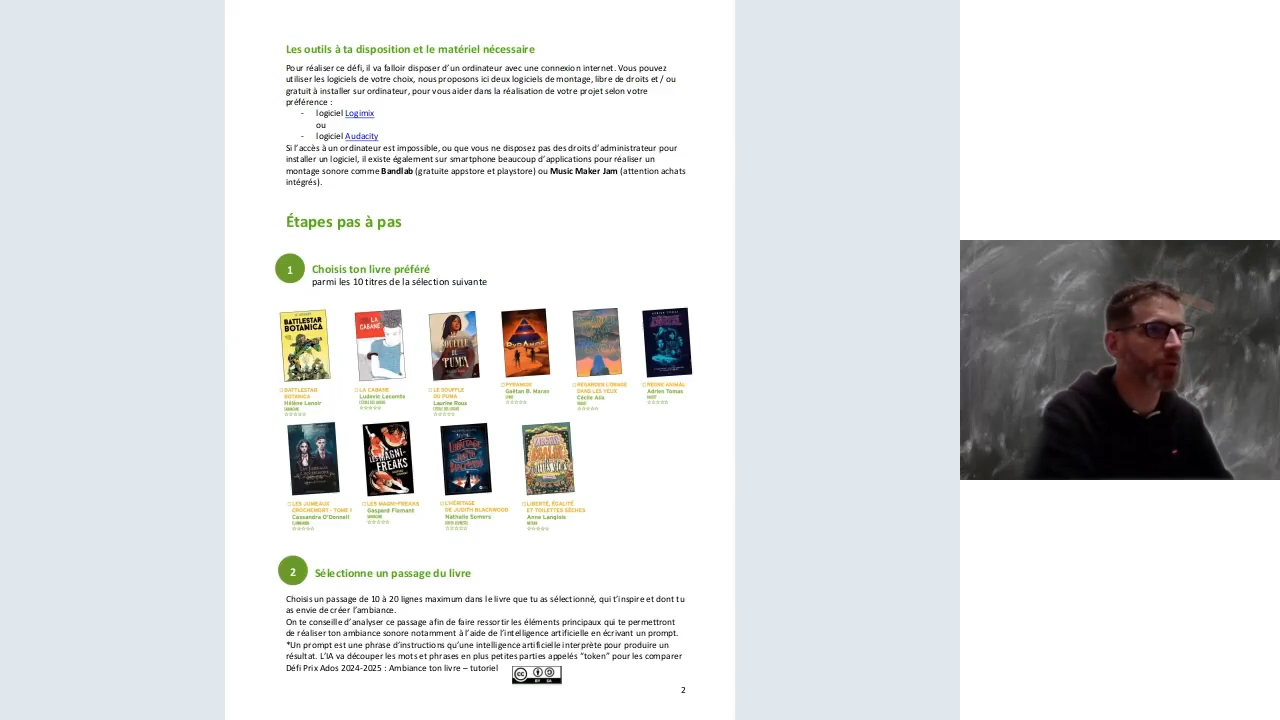 Les outils à ta disposition et le matériel nécessaire
Pour réaliser ce défi, il va falloir disposer d'un ordinateur avec une connexion internet. Vous pouvez
utiliser les logiciels de votre choix, nous proposons ici deux logiciels de montage, libre de droits et / ou
gratuit à installer sur ordinateur, pour vous aider dans la réalisation de votre projet selon votre
préférence :
- logiciel Logimix
ou
- logiciel Audacity
Si l'accès à un ordinateur est impossible, ou que vous ne disposez pas des droits d'administrateur pour
installer un logiciel, il existe également sur smartphone beaucoup d'applications pour réaliser un
montage sonore comme Bandlab (gratuite appstore et playstore) ou Music Maker Jam (attention achats
intégrés).
Étapes pas à pas
1 Choisis ton livre préféré
parmi les 10 titres de la sélection suivante
BATTLESTAR BOTANICA
LA CABANE
LE SOUFFLE DU PUMA
PYRAMIDE
BATTLESTAR
BOTANICA
Hélène Lenoir
LA CABANE
Ludovic Lecomte
LE SOUFFLE
DU PUMA
Laurine Roux
PYRAMIDE
Gaëtan B. Maran
REGARDER L'ORAGE
DANS LES YEUX
Cécile Alix
REGNE ANIMAL
Adrien Tomas
LES MAGNI-FREAKS
LES JUMEAUX
CROCHEMORT - TOME 1
Cassandra O'Donnell
LES MAGNI-FREAKS
Gaspard Flamant
L'HÉRITAGE
DE JUDITH BLACKWOOD
Nathalie Somers
LIBERTÉ, ÉGALITÉ
ET TOILETTES SÈCHES
Anne Langlois
2 Sélectionne un passage du livre
Choisis un passage de 10 à 20 lignes maximum dans le livre que tu as sélectionné, qui t'inspire et dont tu
as envie de créer l'ambiance.
On te conseille d'analyser ce passage afin de faire ressortir les éléments principaux qui te permettront
de réaliser ton ambiance sonore notamment à l'aide de l'intelligence artificielle en écrivant un prompt.
*Un prompt est une phrase d'instructions qu'une intelligence artificielle interprète pour produire un
résultat. L'IA va découper les mots et phrases en plus petites parties appelés "token" pour les comparer
Défi Prix Ados 2024-2025 : Ambiance ton livre – tutoriel
cc BY SA
2